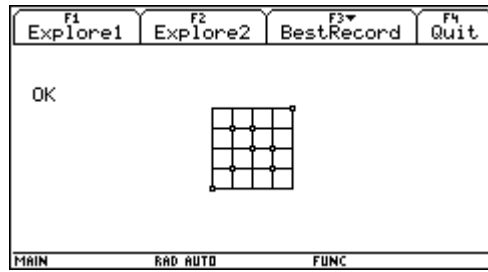 F1 F2 F3▼ F4
Explore1 Explore2 BestRecord Quit
OK
MAIN RAD AUTO FUNC